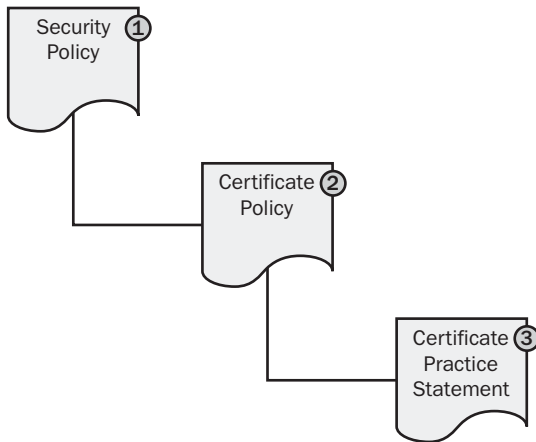 Security
Policy
1
Certificate
Policy
2
Certificate
Practice
Statement
3